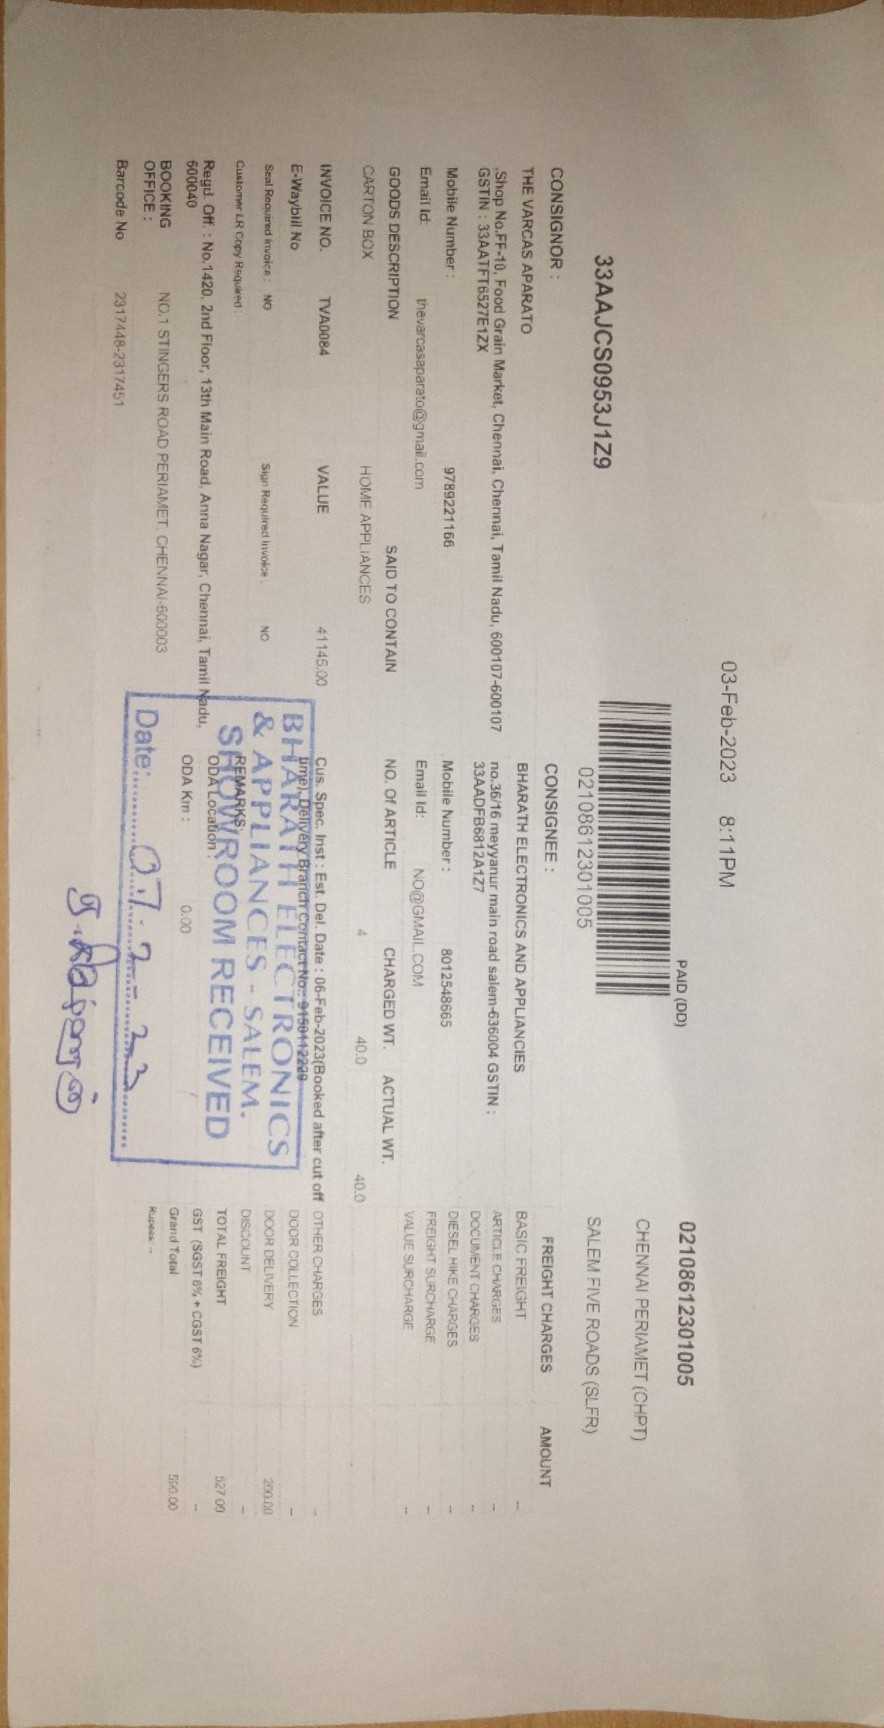 03-Feb-2023 8:11PM
PAID (DD)
02108612301005
CHENNAI PERIAMET (CHPT)
33AAJCS0953J1Z9
02108612301005
SALEM FIVE ROADS (SLFR)
CONSIGNOR :
CONSIGNEE :
FREIGHT CHARGES AMOUNT
THE VARCAS APARATO
BHARATH ELECTRONICS AND APPLIANCIES
BASIC FREIGHT --
,Shop No.FF-10, Food Grain Market, Chennai, Chennai, Tamil Nadu, 600107-600107
GSTIN : 33AATFT6527E1ZX
no.36/16 meyyanur main road salem-636004 GSTIN :
33AADFB6812A1Z7
ARTICLE CHARGES --
DOCUMENT CHARGES --
Mobile Number : 9789221166
Mobile Number : 8012548665
DIESEL HIKE CHARGES --
Email Id: thevarcasaparato@gmail.com
Email Id: NO@GMAIL.COM
FREIGHT SURCHARGE --
VALUE SURCHARGE --
GOODS DESCRIPTION SAID TO CONTAIN NO. Of ARTICLE CHARGED WT. ACTUAL WT.
CARTON BOX HOME APPLIANCES 4 40.0 40.0
INVOICE NO. TVA0084 VALUE 41145.00
Cus. Spec. Inst : Est. Del. Date : 06-Feb-2023(Booked after cut off
time), Delivery Branch Contact No:: 9150112229
OTHER CHARGES --
E-Waybill No
DOOR COLLECTION --
Seal Required Invoice : NO Sign Required Invoice : NO
DOOR DELIVERY 200.00
Customer LR Copy Required
REMARKS
DISCOUNT --
ODA Location :
TOTAL FREIGHT 527.00
Regd. Off. : No.1420, 2nd Floor, 13th Main Road, Anna Nagar, Chennai, Tamil Nadu,
600040
ODA Km : 0.00
GST (SGST 6% + CGST 6%) --
BOOKING
OFFICE : NO.1 STINGERS ROAD PERIAMET, CHENNAI-600003
Grand Total 590.00
Rupees --
Barcode No 2317448-2317451
BHARATH ELECTRONICS
& APPLIANCES - SALEM.
SHOWROOM RECEIVED
Date: 07.2.23